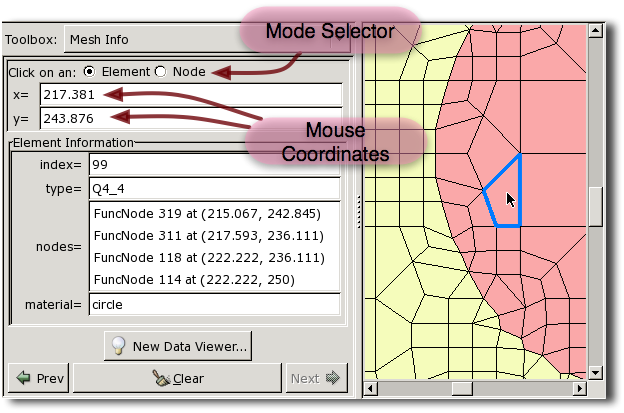 Mode Selector
Toolbox: Mesh Info
Click on an: Element Node
x= 217.381
y= 243.876
Mouse
Coordinates
Element Information
index= 99
type= Q4_4
nodes=
FuncNode 319 at (215.067, 242.845)
FuncNode 311 at (217.593, 236.111)
FuncNode 118 at (222.222, 236.111)
FuncNode 114 at (222.222, 250)
material= circle
New Data Viewer...
Prev Clear Next